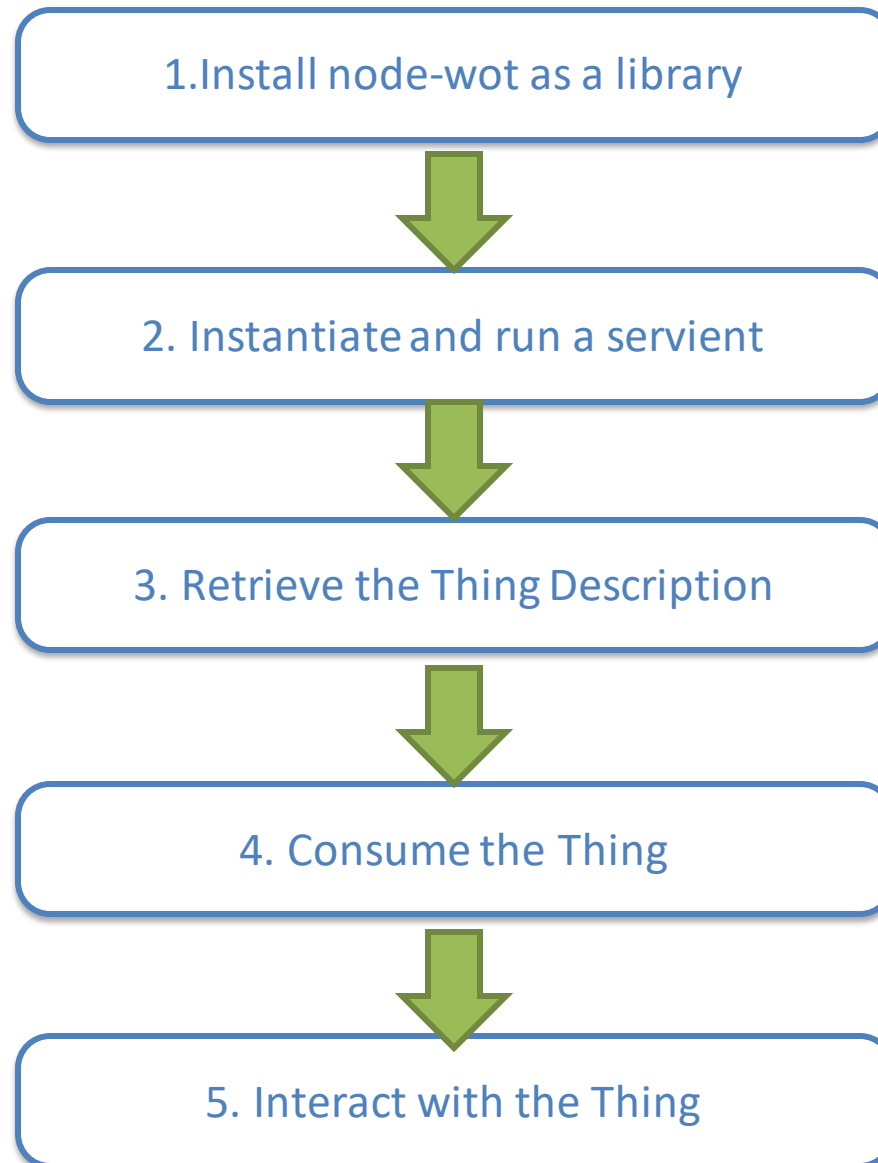 1.Install node-wot as a library
2. Instantiate and run a servient
3. Retrieve the Thing Description
4. Consume the Thing
5. Interact with the Thing